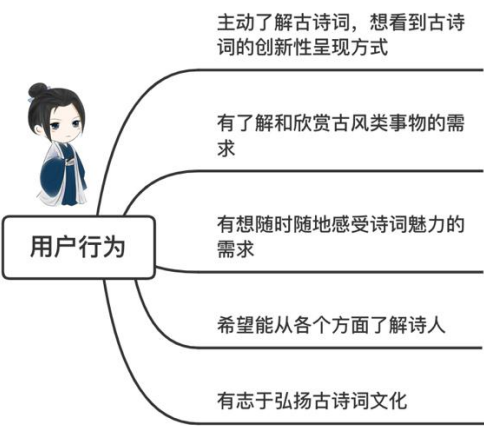 主动了解古诗词，想看到古诗
词的创新性呈现方式
有了解和欣赏古风类事物的需
求
用户行为
有想随时随地感受诗词魅力的
需求
希望能从各个方面了解诗人
有志于弘扬古诗词文化